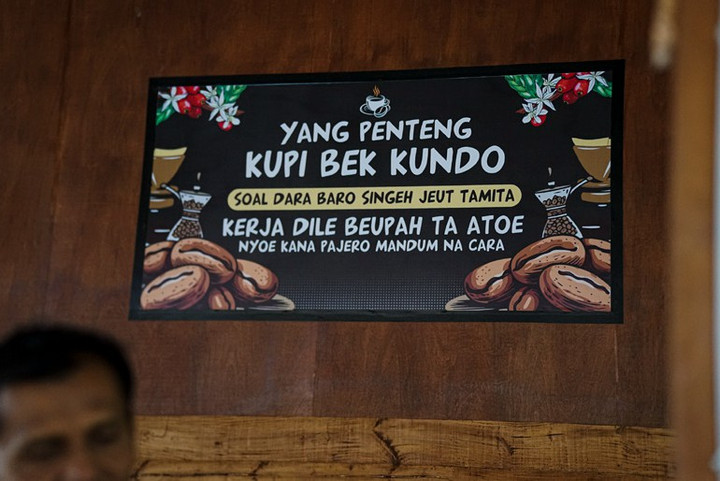 YANG PENTENG
KUPI BEK KUNDO
SOAL DARA BARO SINGEH JEUT TAMITA
KERJA DILE BEUPAH TA ATOE
NYOE KANA PAJERO MANDUM NA CARA